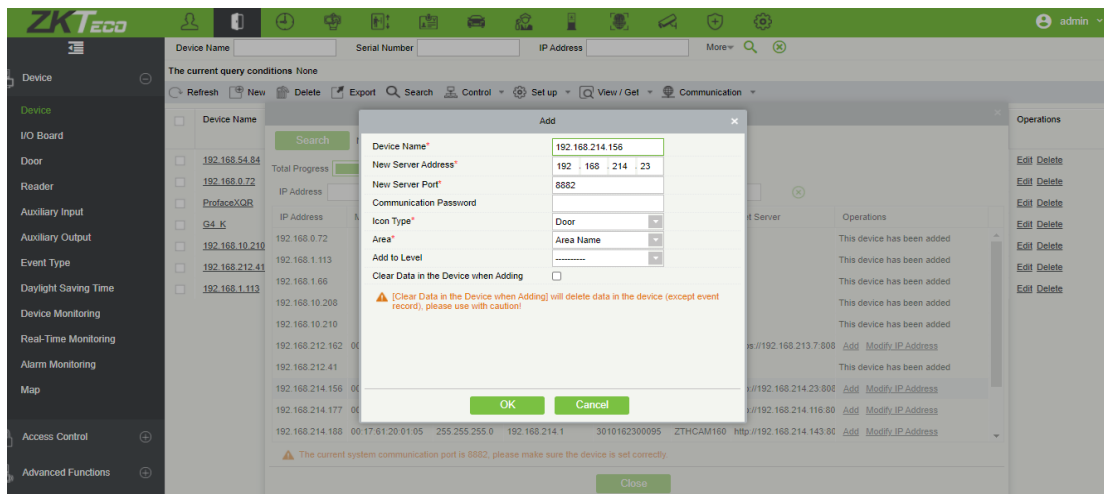 ZKTECO
admin
Device Name
Serial Number
IP Address
More
The current query conditions None
Refresh New Delete Export Search Control Set up View / Get Communication
Device
Device
I/O Board
Door
Reader
Auxiliary Input
Auxiliary Output
Event Type
Daylight Saving Time
Device Monitoring
Real-Time Monitoring
Alarm Monitoring
Map
Access Control
Advanced Functions
Device Name
Operations
192.168.54.84 Edit Delete
192.168.0.72 Edit Delete
ProfaceXQR Edit Delete
G4_K Edit Delete
192.168.10.210 Edit Delete
192.168.212.41 Edit Delete
192.168.1.113 Edit Delete
Search
Total Progress
IP Address
Add
Device Name* 192.168.214.156
New Server Address* 192 . 168 . 214 . 23
New Server Port* 8882
Communication Password
Icon Type* Door
Area* Area Name
Add to Level ----------
Clear Data in the Device when Adding
[Clear Data in the Device when Adding] will delete data in the device (except event
record), please use with caution!
OK Cancel
IP Address Server Operations
192.168.0.72 This device has been added
192.168.1.113
192.168.1.66 This device has been added
192.168.10.208 This device has been added
192.168.10.210 This device has been added
192.168.212.162 //192.168.213.7:808 Add Modify IP Address
192.168.212.41 This device has been added
192.168.214.156 //192.168.214.23:808 Add Modify IP Address
192.168.214.177 //192.168.214.116:80 Add Modify IP Address
192.168.214.188 00:17:61:20:01:05 255.255.255.0 192.168.214.1 3010162300095 ZTHCAM160 http://192.168.214.143:80 Add Modify IP Address
The current system communication port is 8882, please make sure the device is set correctly.
Close